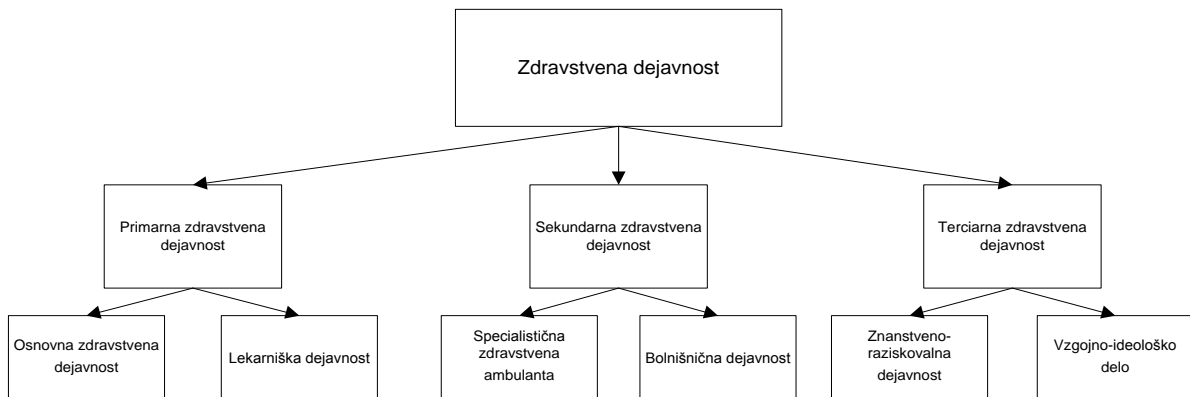 Zdravstvena dejavnost
Primarna zdravstvena
dejavnost
Sekundarna zdravstvena
dejavnost
Terciarna zdravstvena
dejavnost
Osnovna zdravstvena
dejavnost
Lekarniška dejavnost
Specialistična
zdravstvena
ambulanta
Bolnišnična dejavnost
Znanstveno-
raziskovalna
dejavnost
Vzgojno-ideološko
delo